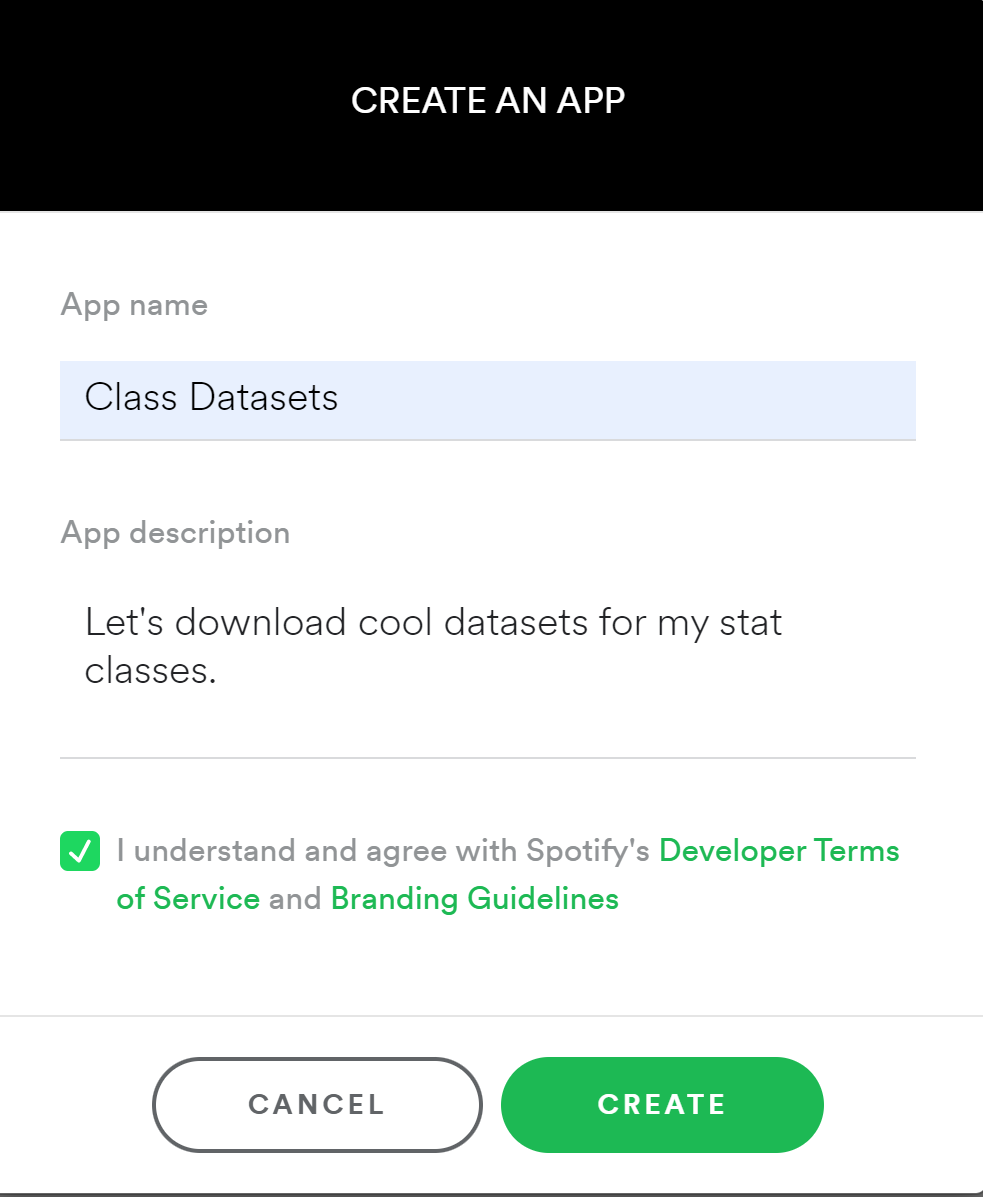 CREATE AN APP
App name
Class Datasets
App description
Let's download cool datasets for my stat
classes.
I understand and agree with Spotify's Developer Terms
of Service and Branding Guidelines
CANCEL
CREATE